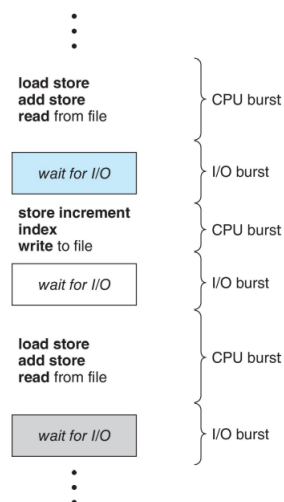 load store
add store
read from file
CPU burst
wait for I/O
I/O burst
store increment
index
write to file
CPU burst
wait for I/O
I/O burst
load store
add store
read from file
CPU burst
wait for I/O
I/O burst